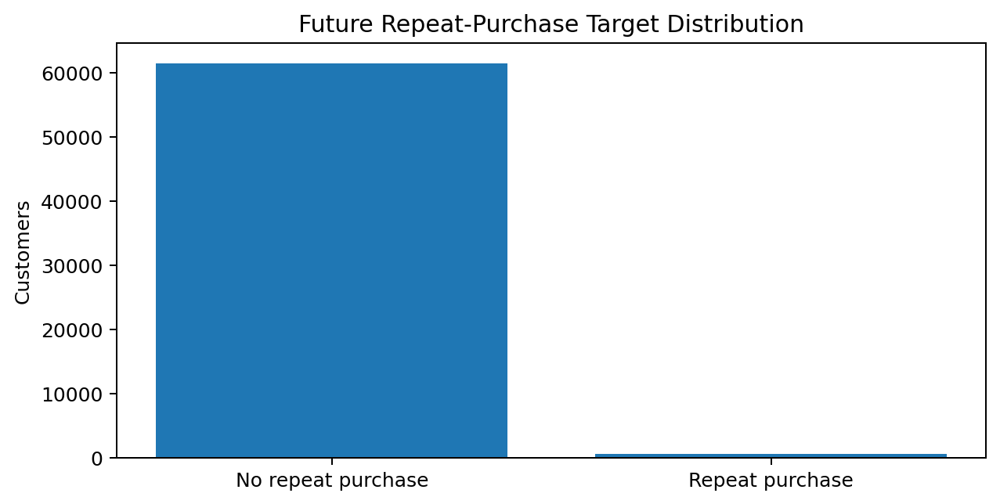 Future Repeat-Purchase Target Distribution
Customers
60000
50000
40000
30000
20000
10000
0
No repeat purchase
Repeat purchase